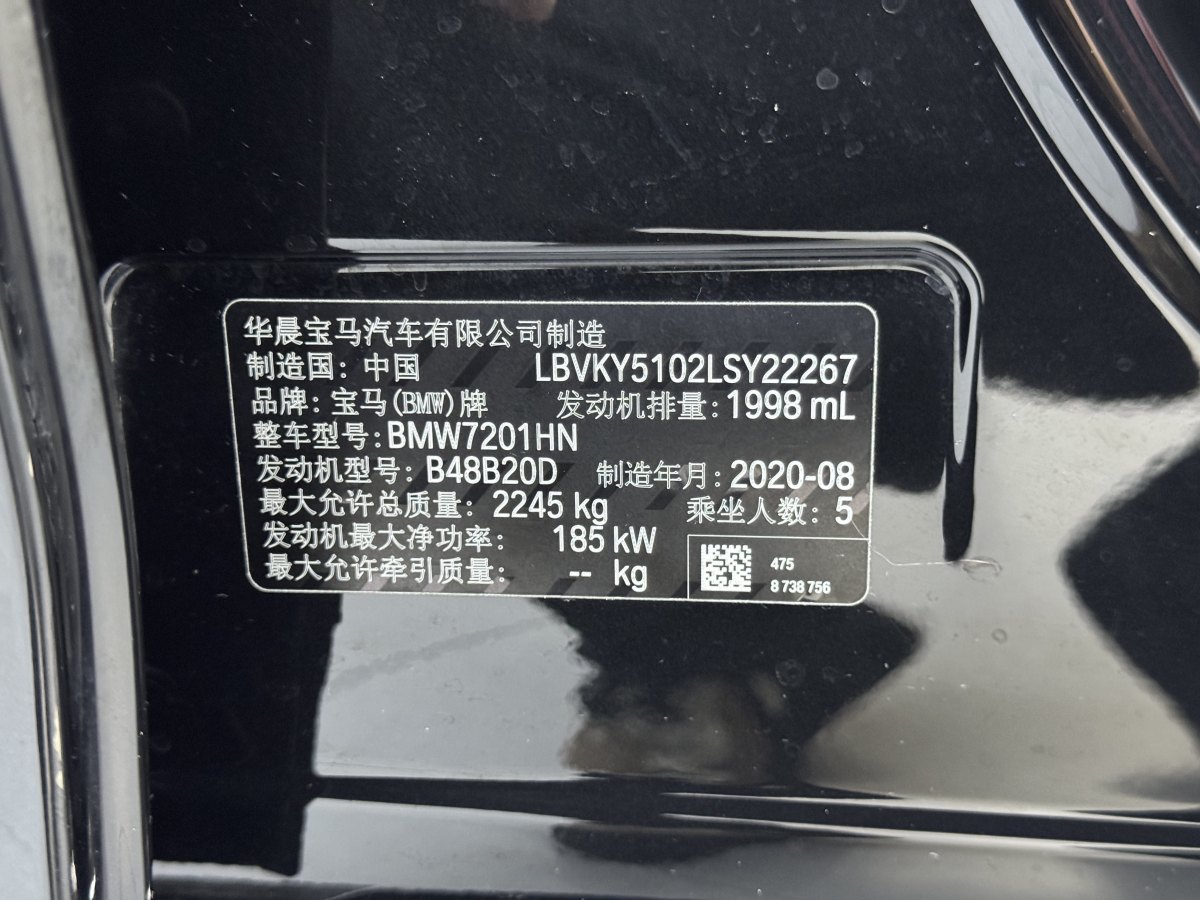 华晨宝马汽车有限公司制造
制造国：中国 LBVKY5102LSY22267
品牌：宝马(BMW)牌 发动机排量：1998 mL
整车型号：BMW7201HN
发动机型号：B48B20D 制造年月：2020-08
最大允许总质量：2245 kg 乘坐人数：5
发动机最大净功率： 185 kW
最大允许牵引质量： -- kg
475
8 738 756